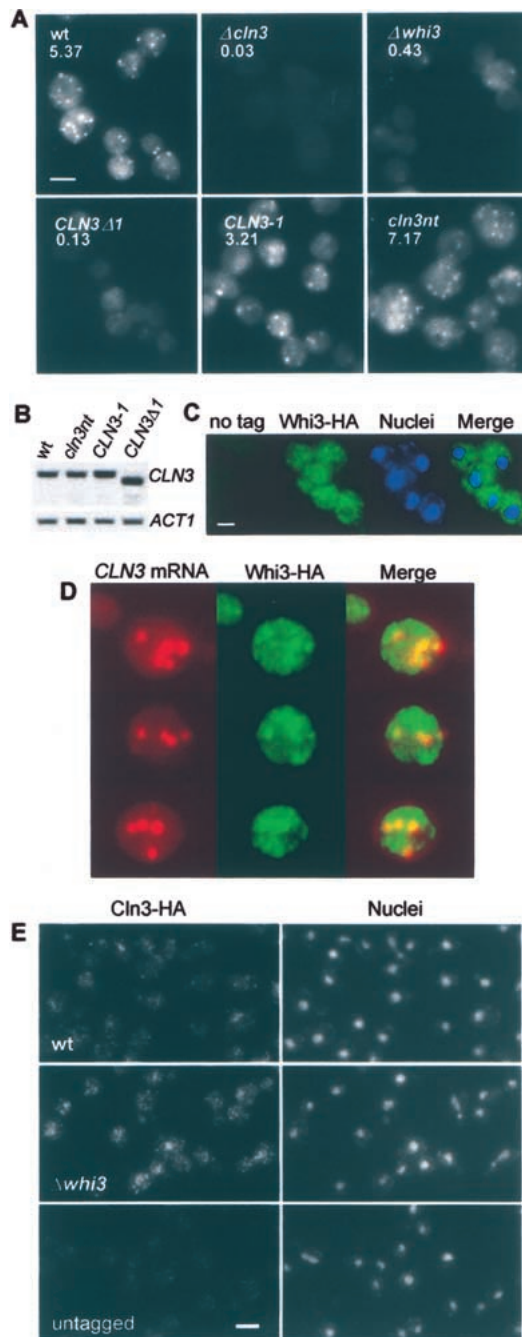 A
wt
5.37
Δcln3
0.03
Δwhi3
0.43
CLN3Δ1
0.13
CLN3-1
3.21
cln3nt
7.17
B
wt
cln3nt
CLN3-1
CLN3Δ1
CLN3
ACT1
C
no tag
Whi3-HA
Nuclei
Merge
D
CLN3 mRNA
Whi3-HA
Merge
E
Cln3-HA
Nuclei
wt
\whi3
untagged